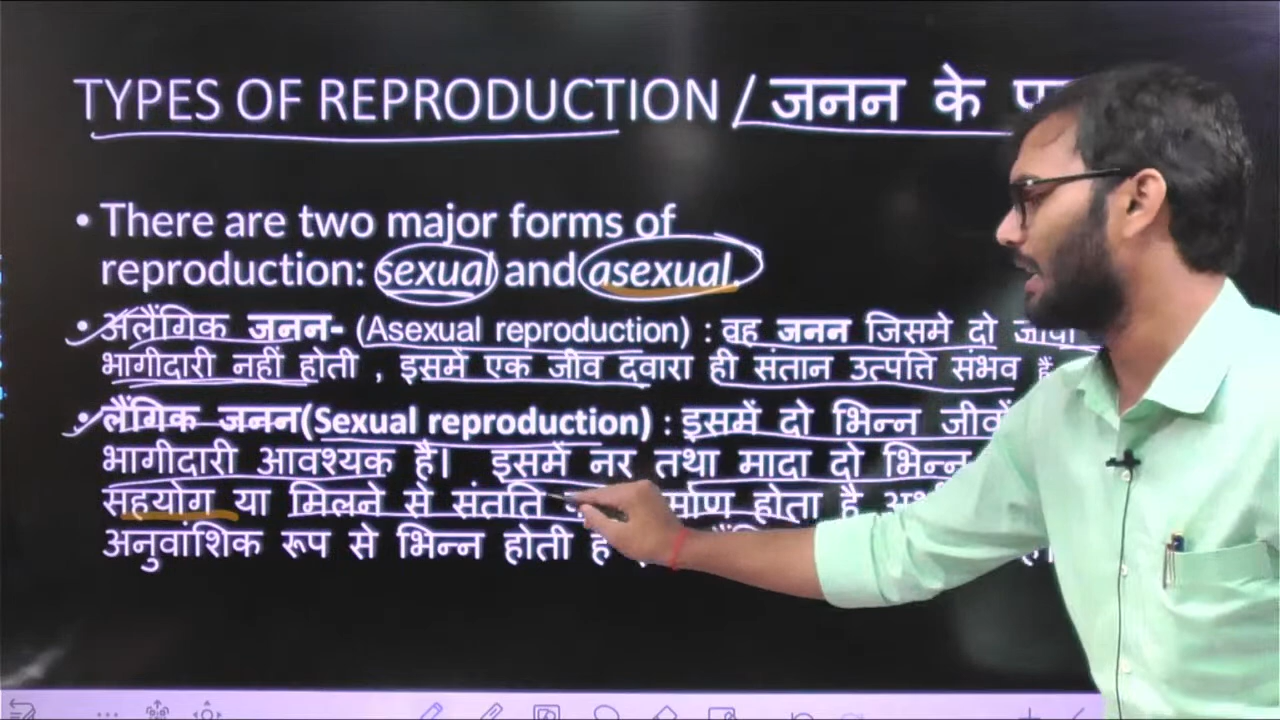 TYPES OF REPRODUCTION / जनन के
• There are two major forms of
reproduction: sexual and asexual.
• अलैंगिक जनन- (Asexual reproduction) : वह जनन जिसमे दो
भागीदारी नहीं होती , इसमें एक जीव द्वारा ही संतान उत्पत्ति संभव है
• लैंगिक जनन(Sexual reproduction) : इसमें दो भिन्न जीवों
भागीदारी आवश्यक है। इसमें नर तथा मादा दो भिन्न
सहयोग या मिलने से संतति होता है
अनुवांशिक रूप से भिन्न होती